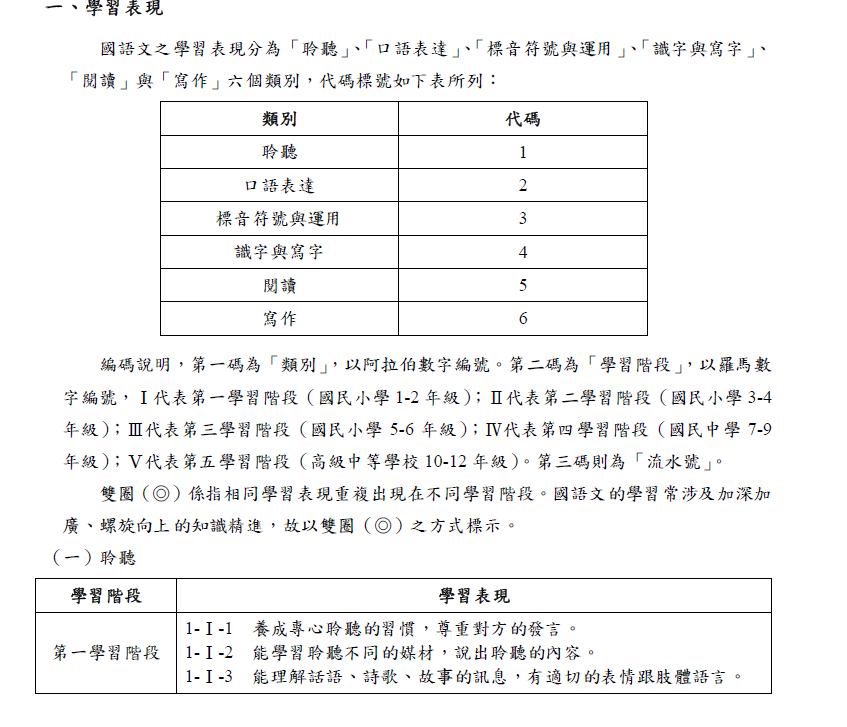 一、學習表現
國語文之學習表現分為「聆聽」、「口語表達」、「標音符號與運用」、「識字與寫字」、
「閱讀」與「寫作」六個類別，代碼標號如下表所列：
類別 代碼
聆聽 1
口語表達 2
標音符號與運用 3
識字與寫字 4
閱讀 5
寫作 6
編碼說明，第一碼為「類別」，以阿拉伯數字編號。第二碼為「學習階段」，以羅馬數
字編號，Ⅰ代表第一學習階段（國民小學 1-2 年級）；Ⅱ代表第二學習階段（國民小學 3-4
年級）；Ⅲ代表第三學習階段（國民小學 5-6 年級）；Ⅳ代表第四學習階段（國民中學 7-9
年級）；Ⅴ代表第五學習階段（高級中等學校 10-12 年級）。第三碼則為「流水號」。
雙圈（◎）係指相同學習表現重複出現在不同學習階段。國語文的學習常涉及加深加
廣、螺旋向上的知識精進，故以雙圈（◎）之方式標示。
（一）聆聽
學習階段 學習表現
第一學習階段
1-Ⅰ-1 養成專心聆聽的習慣，尊重對方的發言。
1-Ⅰ-2 能學習聆聽不同的媒材，說出聆聽的內容。
1-Ⅰ-3 能理解話語、詩歌、故事的訊息，有適切的表情跟肢體語言。